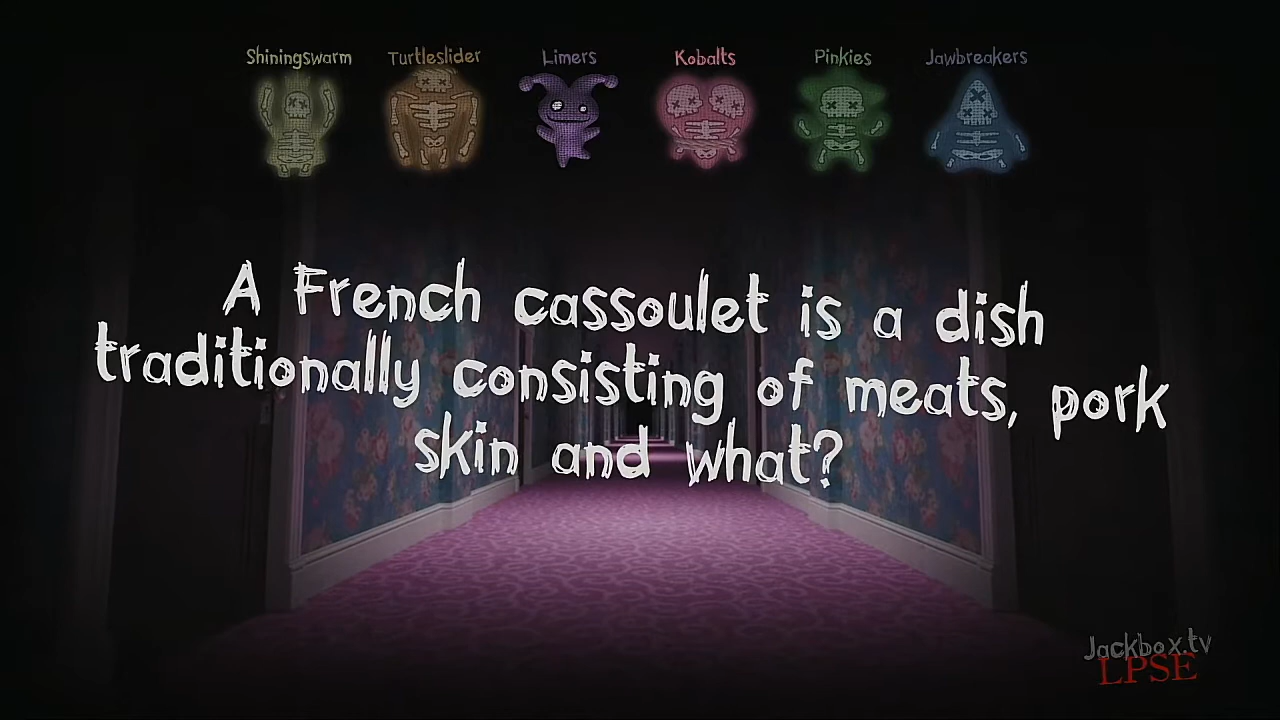 Shiningswarm Turtleslider Limers Kobalts Pinkies Jawbreakers
A French cassoulet is a dish
traditionally consisting of meats, pork
skin and what?
Jackbox.tv
LPSE